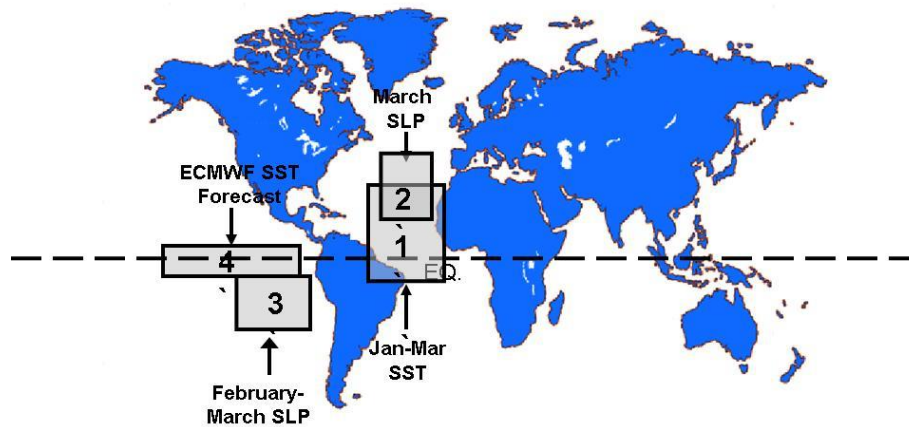 March
SLP
ECMWF SST
Forecast
2
1
4
EQ.
3
Jan-Mar
SST
February-
March SLP